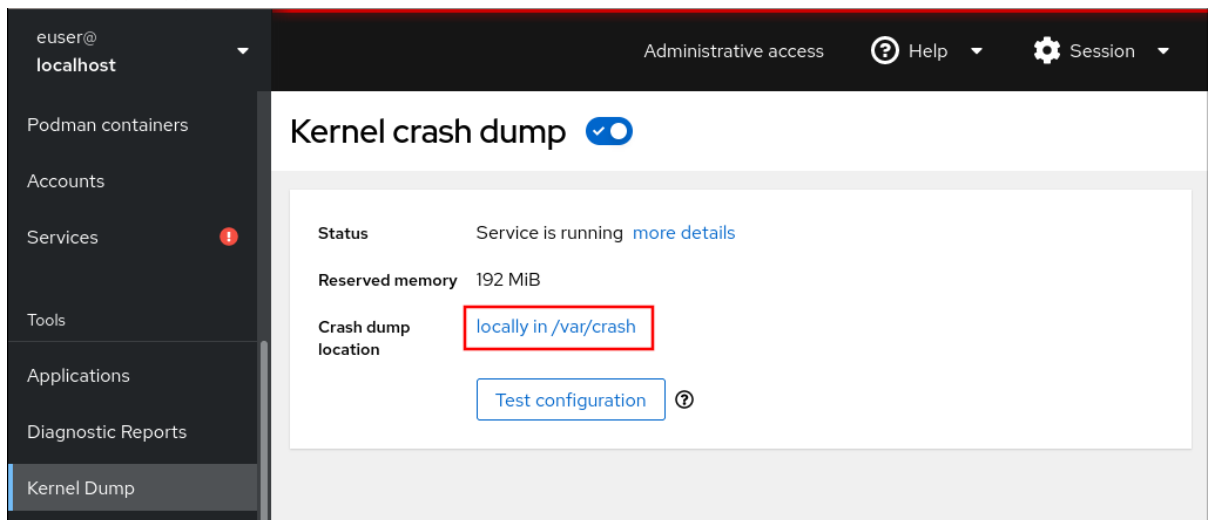 euser@
localhost
Administrative access
Help
Session
Podman containers
Accounts
Services
Tools
Applications
Diagnostic Reports
Kernel Dump
Kernel crash dump
Status Service is running more details
Reserved memory 192 MiB
Crash dump location locally in /var/crash
Test configuration